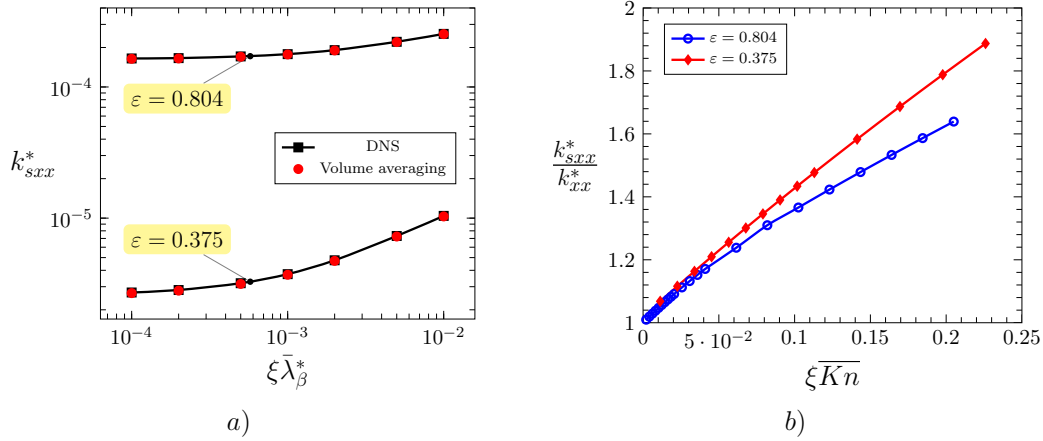 10^{-4}
10^{-5}
k^*_{sxx}
ε = 0.804
DNS
Volume averaging
ε = 0.375
10^{-4}
10^{-3}
10^{-2}
ξ\bar{λ}^*_β
a)
2
1.8
1.6
1.4
1.2
1
k^*_{sxx}
k^*_{xx}
ε = 0.804
ε = 0.375
0
5 · 10^{-2}
0.1
0.15
0.2
0.25
ξ\overline{Kn}
b)